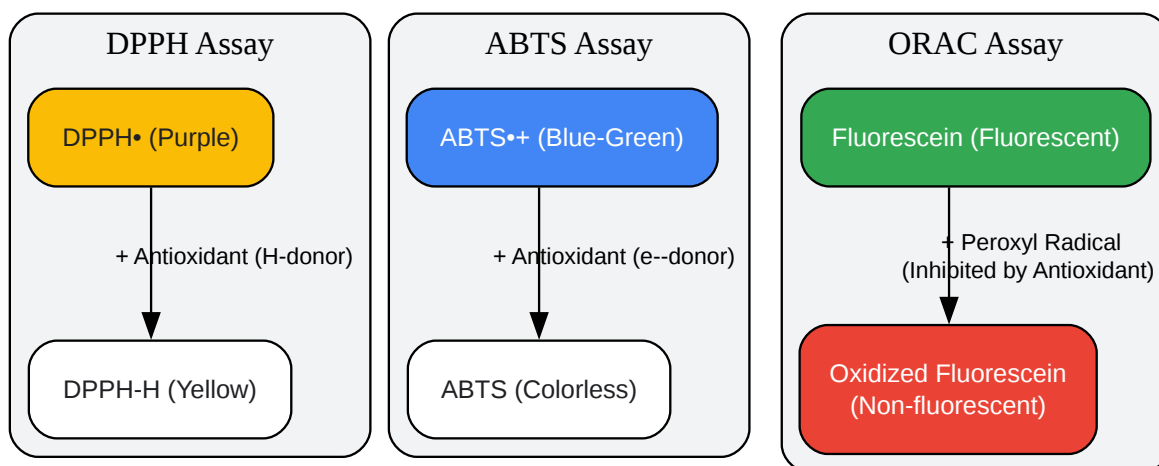 DPPH Assay
DPPH• (Purple)
+ Antioxidant (H-donor)
DPPH-H (Yellow)
ABTS Assay
ABTS•+ (Blue-Green)
+ Antioxidant (e--donor)
ABTS (Colorless)
ORAC Assay
Fluorescein (Fluorescent)
+ Peroxyl Radical
(Inhibited by Antioxidant)
Oxidized Fluorescein
(Non-fluorescent)